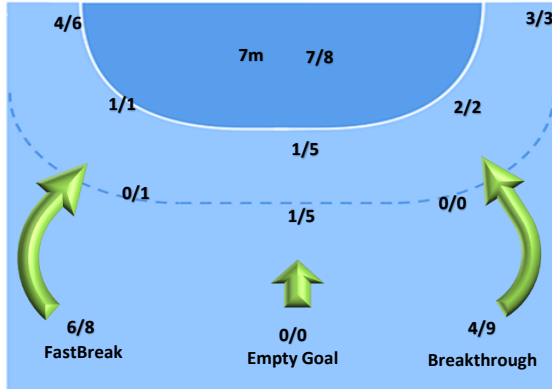 4/6 3/3
7m 7/8
1/1 2/2
1/5
0/1 0/0
1/5
6/8 0/0 4/9
FastBreak Empty Goal Breakthrough